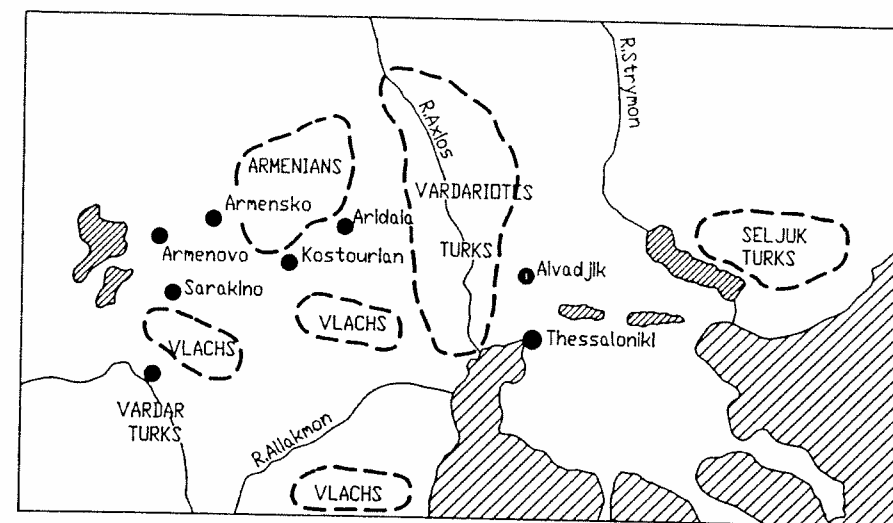 R.Strymon
R.Axios
ARMENIANS
VARDARIOTES
TURKS
Armensko
Aridaia
Armenovo
Kostourian
SELJUK
TURKS
Aivadjik
Sarakino
VLACHS
VLACHS
Thessaloniki
VARDAR
TURKS
R.Aliakmon
VLACHS